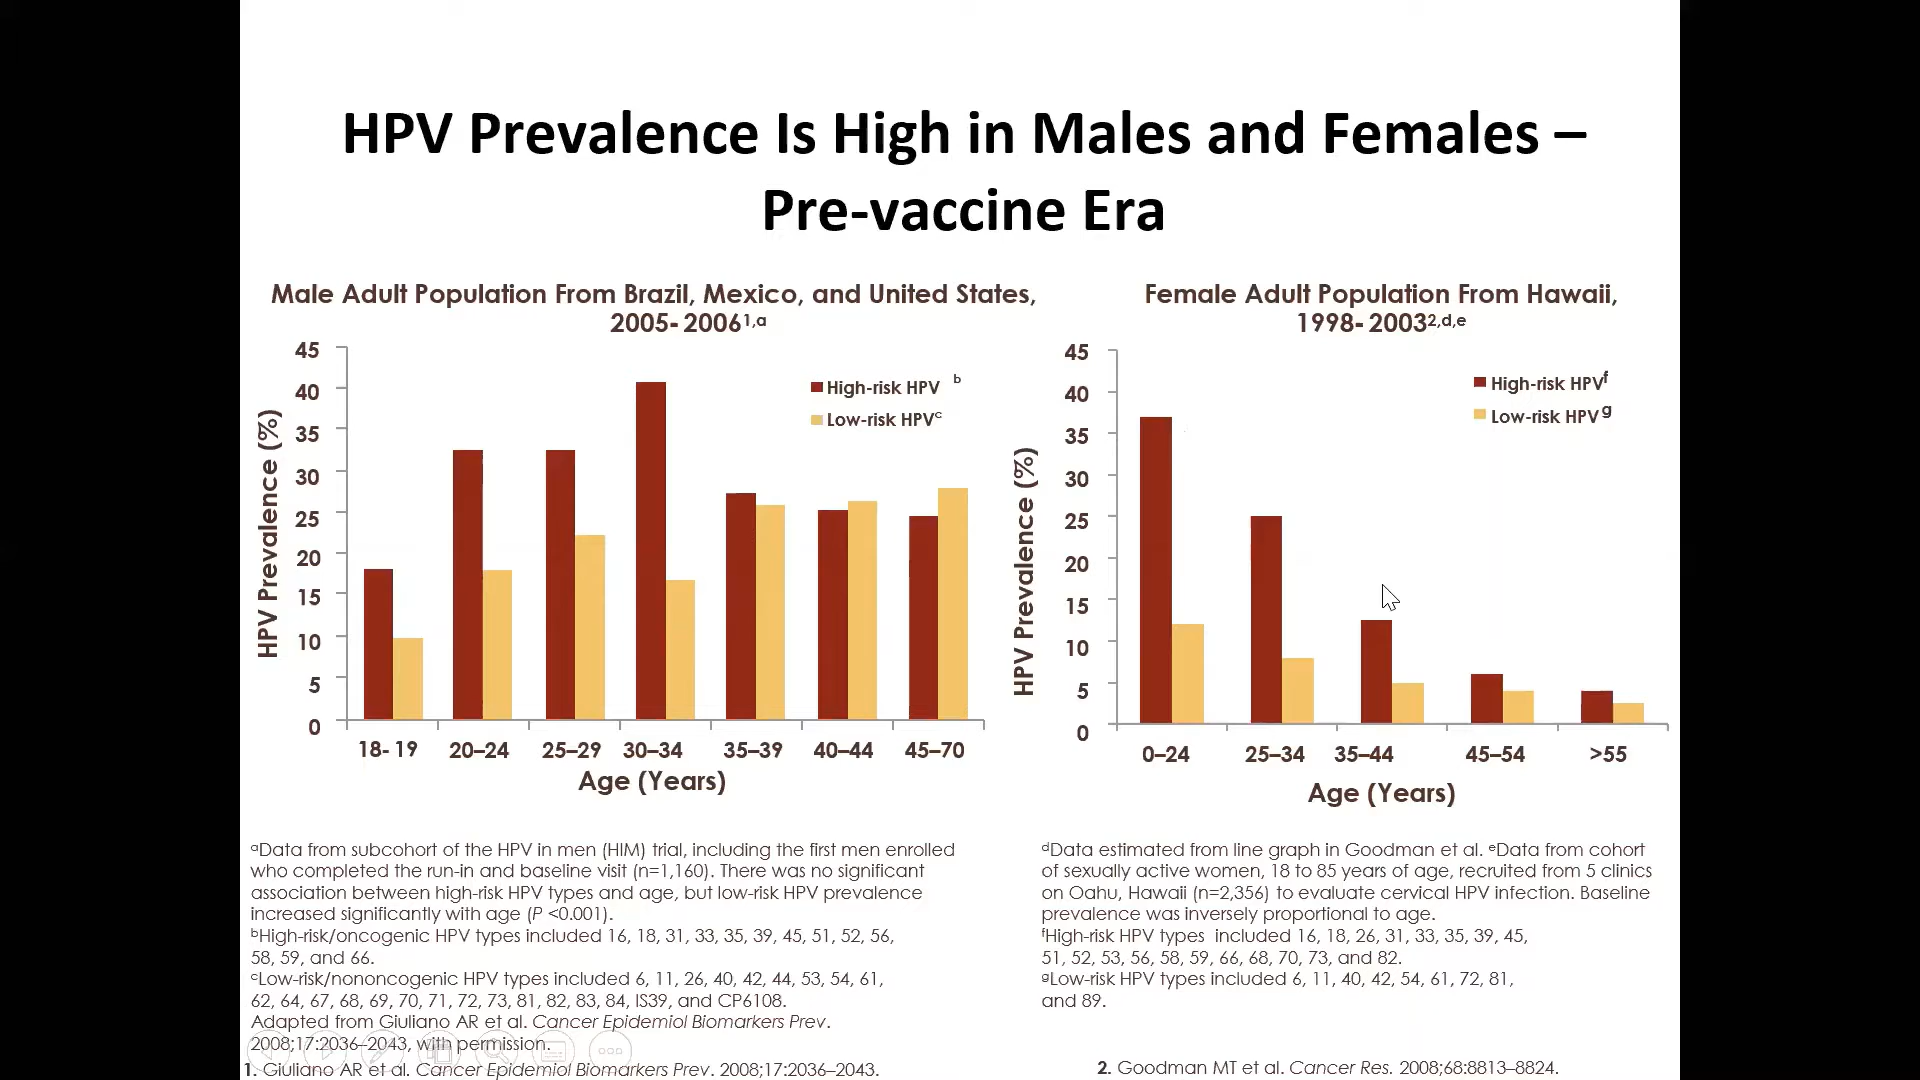 HPV Prevalence Is High in Males and Females –
Pre-vaccine Era
Male Adult Population From Brazil, Mexico, and United States,
2005- 2006¹,ᵃ
HPV Prevalence (%)
45
40
35
30
25
20
15
10
5
0
High-risk HPV ᵇ
Low-risk HPVᶜ
18- 19 20–24 25–29 30–34 35–39 40–44 45–70
Age (Years)
Female Adult Population From Hawaii,
1998- 2003²,ᵈ,ᵉ
HPV Prevalence (%)
45
40
35
30
25
20
15
10
5
0
High-risk HPVᶠ
Low-risk HPVᵍ
0–24 25–34 35–44 45–54 >55
Age (Years)
ᵃData from subcohort of the HPV in men (HIM) trial, including the first men enrolled
who completed the run-in and baseline visit (n=1,160). There was no significant
association between high-risk HPV types and age, but low-risk HPV prevalence
increased significantly with age (P <0.001).
ᵇHigh-risk/oncogenic HPV types included 16, 18, 31, 33, 35, 39, 45, 51, 52, 56,
58, 59, and 66.
ᶜLow-risk/nononcogenic HPV types included 6, 11, 26, 40, 42, 44, 53, 54, 61,
62, 64, 67, 68, 69, 70, 71, 72, 73, 81, 82, 83, 84, IS39, and CP6108.
Adapted from Giuliano AR et al. Cancer Epidemiol Biomarkers Prev.
2008;17:2036–2043, with permission.
1. Giuliano AR et al. Cancer Epidemiol Biomarkers Prev. 2008;17:2036–2043.
ᵈData estimated from line graph in Goodman et al. ᵉData from cohort
of sexually active women, 18 to 85 years of age, recruited from 5 clinics
on Oahu, Hawaii (n=2,356) to evaluate cervical HPV infection. Baseline
prevalence was inversely proportional to age.
ᶠHigh-risk HPV types included 16, 18, 26, 31, 33, 35, 39, 45,
51, 52, 53, 56, 58, 59, 66, 68, 70, 73, and 82.
ᵍLow-risk HPV types included 6, 11, 40, 42, 54, 61, 72, 81,
and 89.
2. Goodman MT et al. Cancer Res. 2008;68:8813–8824.